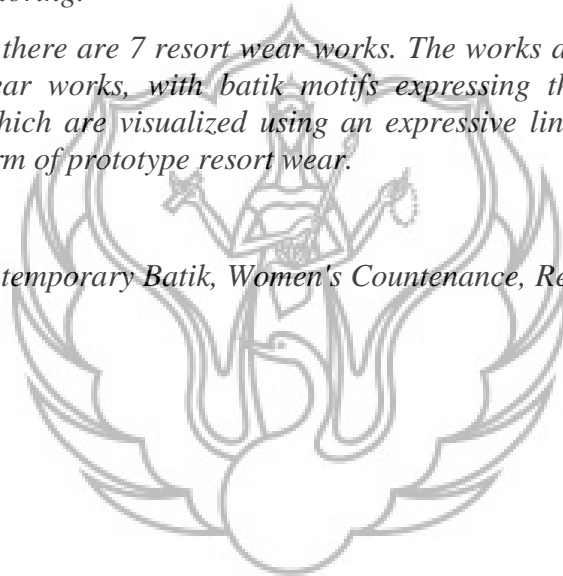 there are 7 resort wear works. The works a
ear works, with batik motifs expressing th
hich are visualized using an expressive lin
rm of prototype resort wear.
temporary Batik, Women's Countenance, Re